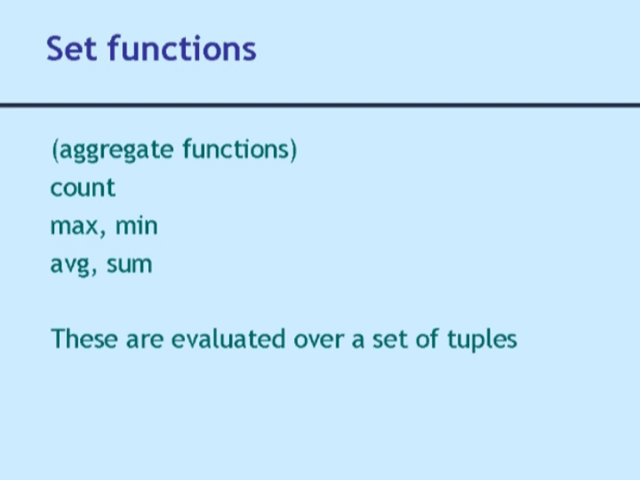 Set functions
(aggregate functions)
count
max, min
avg, sum
These are evaluated over a set of tuples